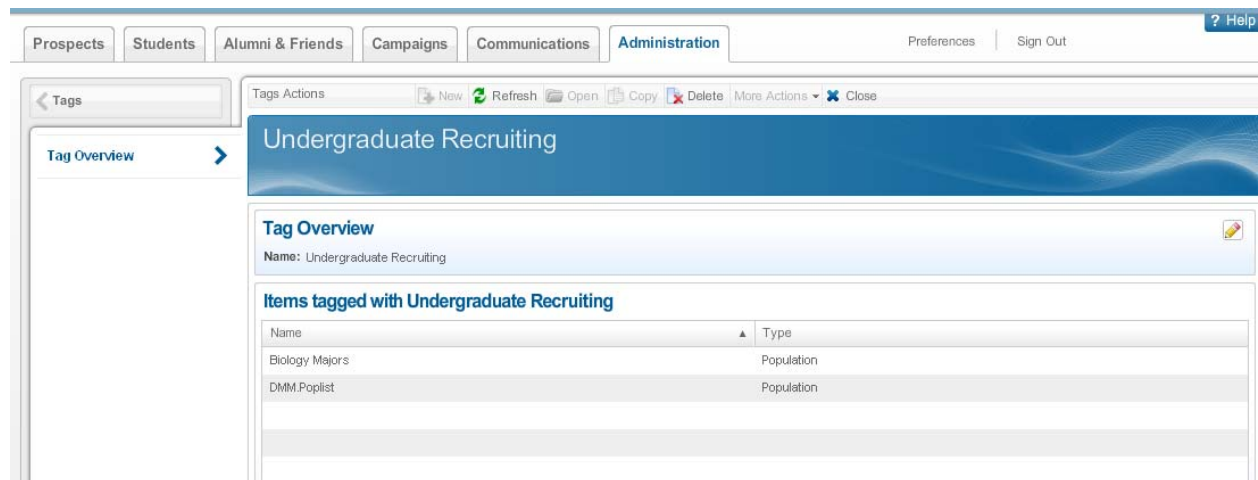 ? Help
Prospects Students Alumni & Friends Campaigns Communications Administration Preferences Sign Out
Tags
Tags Actions New Refresh Open Copy Delete More Actions Close
Tag Overview
Undergraduate Recruiting
Tag Overview
Name: Undergraduate Recruiting
Items tagged with Undergraduate Recruiting
Name Type
Biology Majors Population
DMM.Poplist Population